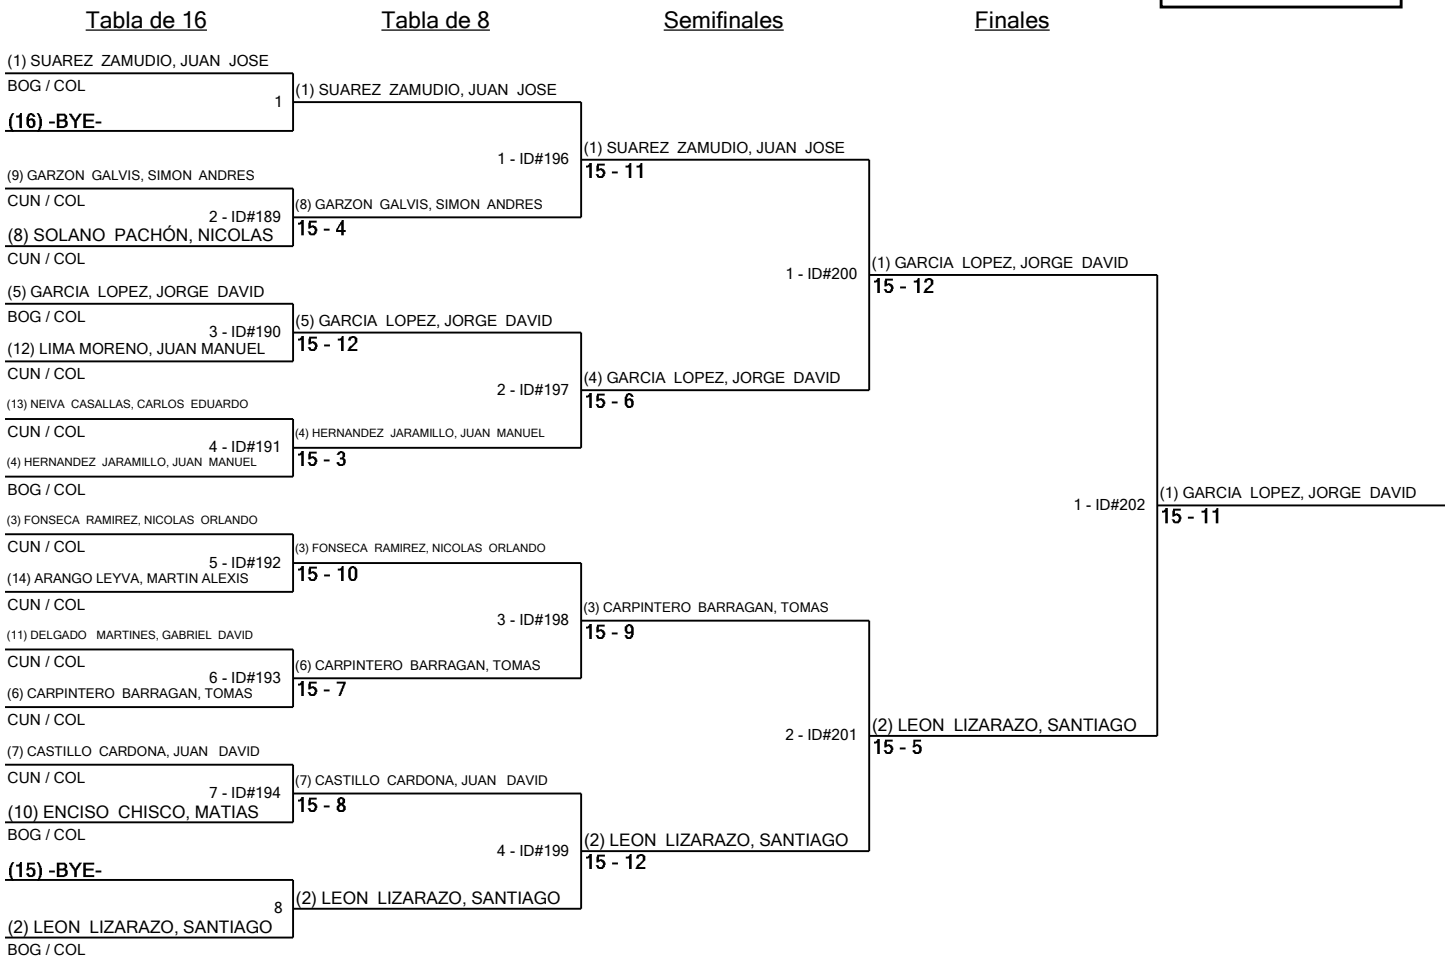 Tabla de 16
Tabla de 8
Semifinales
Finales
(1) SUAREZ ZAMUDIO, JUAN JOSE
BOG / COL
1
(16) -BYE-
(9) GARZON GALVIS, SIMON ANDRES
CUN / COL
2 - ID#189
(8) SOLANO PACHÓN, NICOLAS
CUN / COL
(5) GARCIA LOPEZ, JORGE DAVID
BOG / COL
3 - ID#190
(12) LIMA MORENO, JUAN MANUEL
CUN / COL
(13) NEIVA CASALLAS, CARLOS EDUARDO
CUN / COL
4 - ID#191
(4) HERNANDEZ JARAMILLO, JUAN MANUEL
BOG / COL
(3) FONSECA RAMIREZ, NICOLAS ORLANDO
CUN / COL
5 - ID#192
(14) ARANGO LEYVA, MARTIN ALEXIS
CUN / COL
(11) DELGADO MARTINES, GABRIEL DAVID
CUN / COL
6 - ID#193
(6) CARPINTERO BARRAGAN, TOMAS
CUN / COL
(7) CASTILLO CARDONA, JUAN DAVID
CUN / COL
7 - ID#194
(10) ENCISO CHISCO, MATIAS
BOG / COL
(15) -BYE-
8
(2) LEON LIZARAZO, SANTIAGO
BOG / COL
(1) SUAREZ ZAMUDIO, JUAN JOSE
1 - ID#196
(8) GARZON GALVIS, SIMON ANDRES
15 - 4
(5) GARCIA LOPEZ, JORGE DAVID
15 - 12
2 - ID#197
(4) HERNANDEZ JARAMILLO, JUAN MANUEL
15 - 3
(3) FONSECA RAMIREZ, NICOLAS ORLANDO
15 - 10
3 - ID#198
(6) CARPINTERO BARRAGAN, TOMAS
15 - 7
(7) CASTILLO CARDONA, JUAN DAVID
15 - 8
4 - ID#199
(2) LEON LIZARAZO, SANTIAGO
(1) SUAREZ ZAMUDIO, JUAN JOSE
15 - 11
1 - ID#200
(4) GARCIA LOPEZ, JORGE DAVID
15 - 6
(3) CARPINTERO BARRAGAN, TOMAS
15 - 9
2 - ID#201
(2) LEON LIZARAZO, SANTIAGO
15 - 12
(1) GARCIA LOPEZ, JORGE DAVID
15 - 12
1 - ID#202
(2) LEON LIZARAZO, SANTIAGO
15 - 5
(1) GARCIA LOPEZ, JORGE DAVID
15 - 11